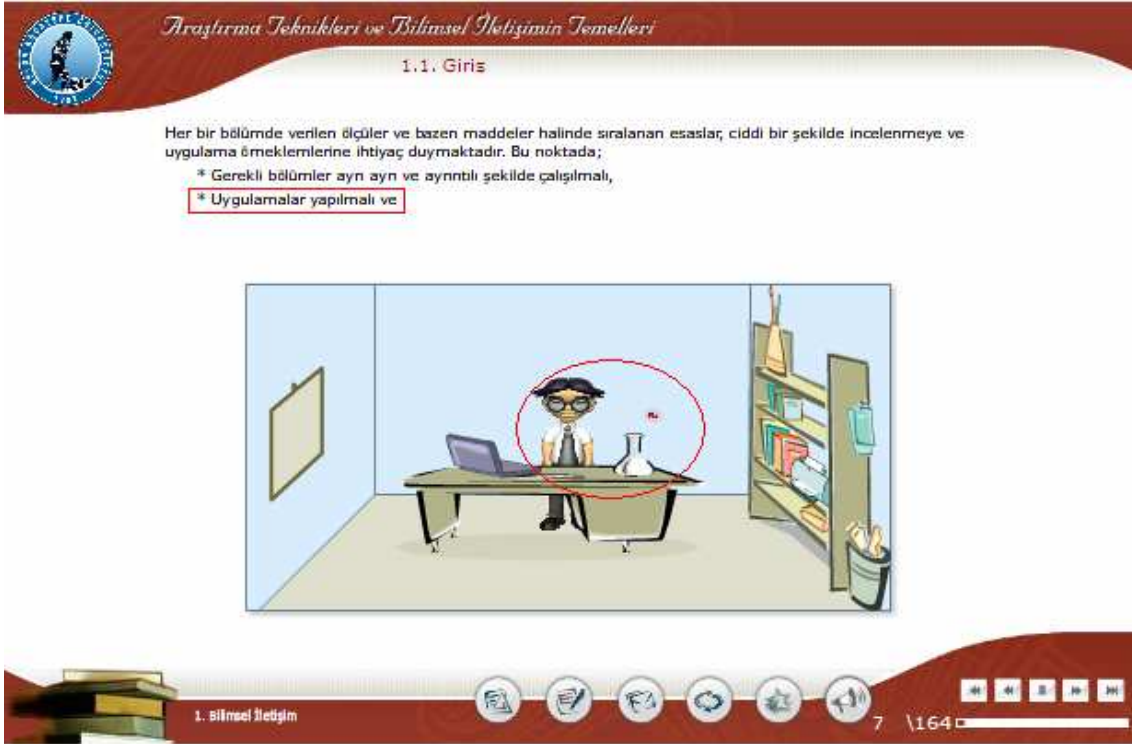 Araştırma Teknikleri ve Bilimsel İletişimin Temelleri
1.1. Giriş
Her bir bölümde verilen ölçüler ve bazen maddeler halinde sıralanan esaslar, ciddi bir şekilde incelenmeye ve
uygulama örneklemlerine ihtiyaç duymaktadır. Bu noktada;
* Gerekli bölümler ayrı ayrı ve ayrıntılı şekilde çalışılmalı,
* Uygulamalar yapılmalı ve
1. Bilimsel İletişim
7 \164